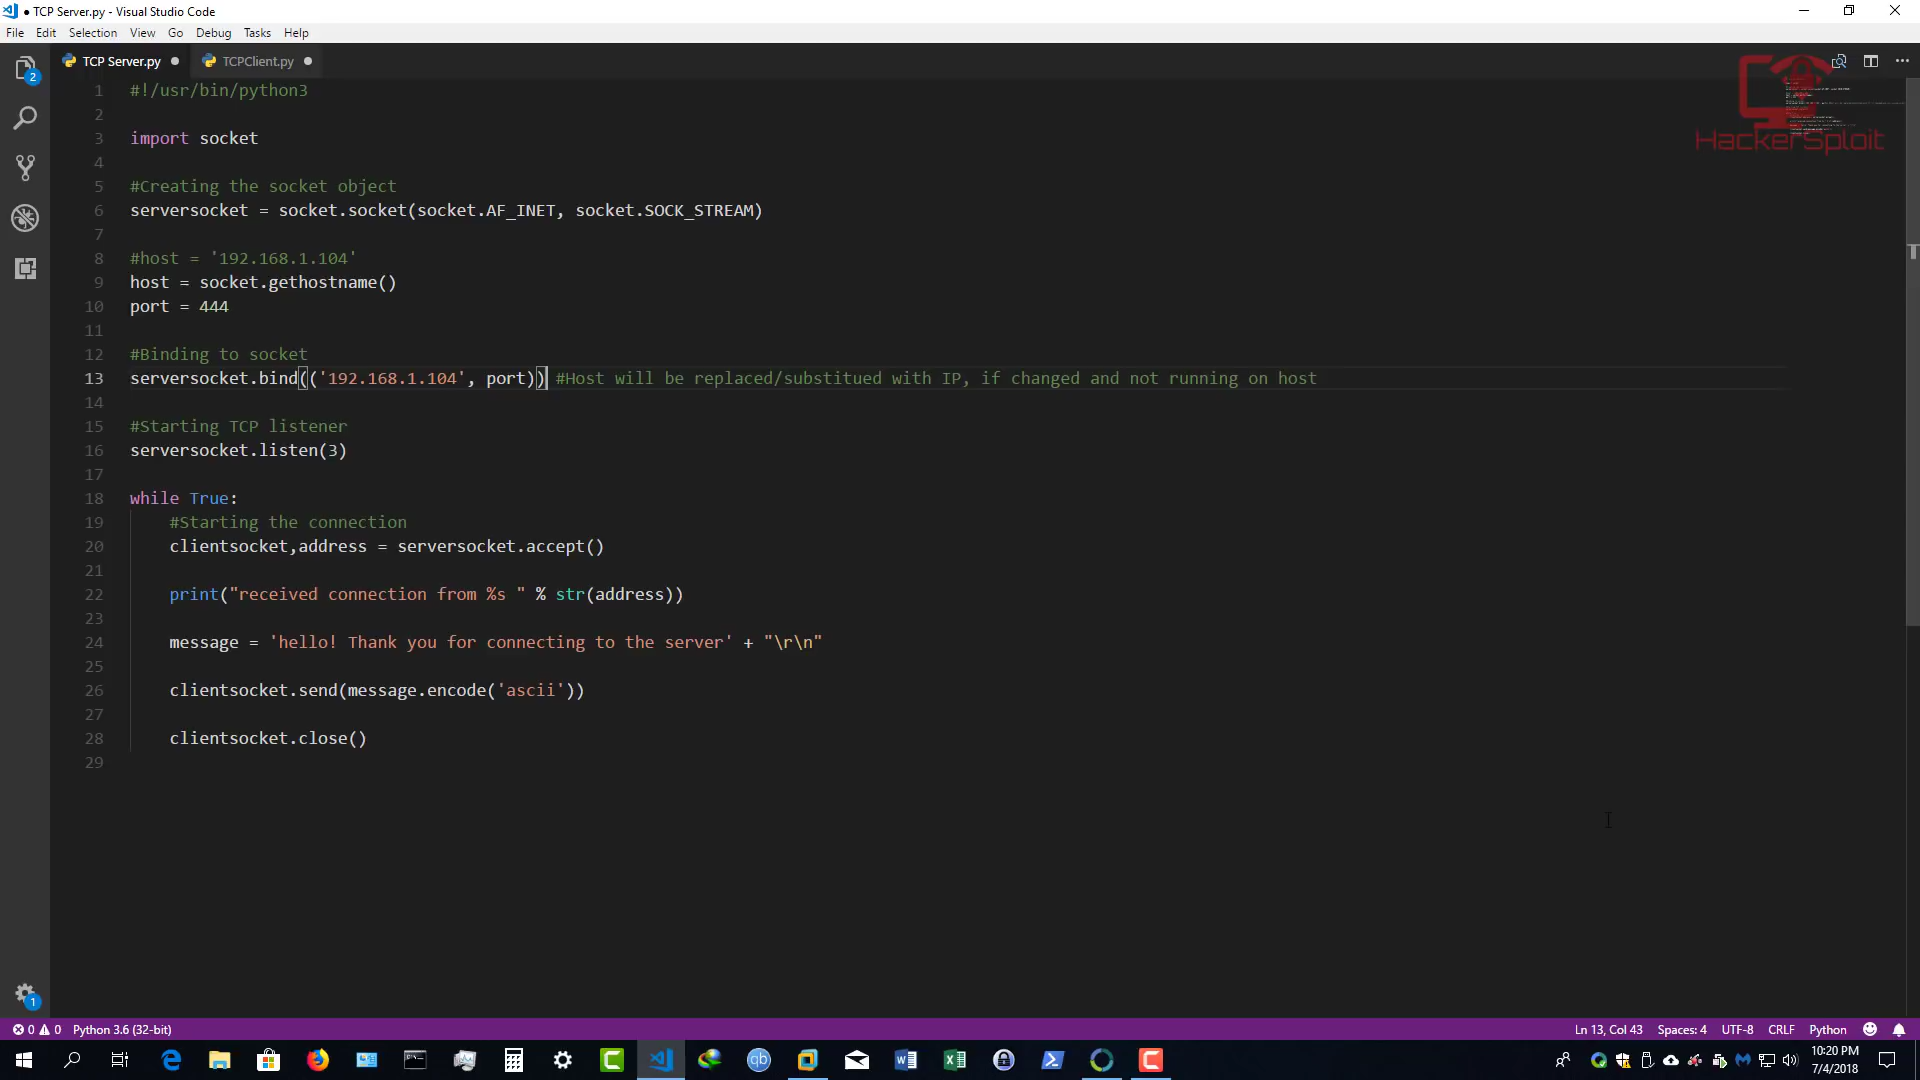 ● TCP Server.py - Visual Studio Code
File Edit Selection View Go Debug Tasks Help
TCP Server.py TCPClient.py
2
HackerSploit
1 #!/usr/bin/python3
2
3 import socket
4
5 #Creating the socket object
6 serversocket = socket.socket(socket.AF_INET, socket.SOCK_STREAM)
7
8 #host = '192.168.1.104'
9 host = socket.gethostname()
10 port = 444
11
12 #Binding to socket
13 serversocket.bind(('192.168.1.104', port)) #Host will be replaced/substitued with IP, if changed and not running on host
14
15 #Starting TCP listener
16 serversocket.listen(3)
17
18 while True:
19 #Starting the connection
20 clientsocket,address = serversocket.accept()
21
22 print("received connection from %s " % str(address))
23
24 message = 'hello! Thank you for connecting to the server' + "\r\n"
25
26 clientsocket.send(message.encode('ascii'))
27
28 clientsocket.close()
29
1
0 0 Python 3.6 (32-bit) Ln 13, Col 43 Spaces: 4 UTF-8 CRLF Python
qb
10:20 PM
7/4/2018